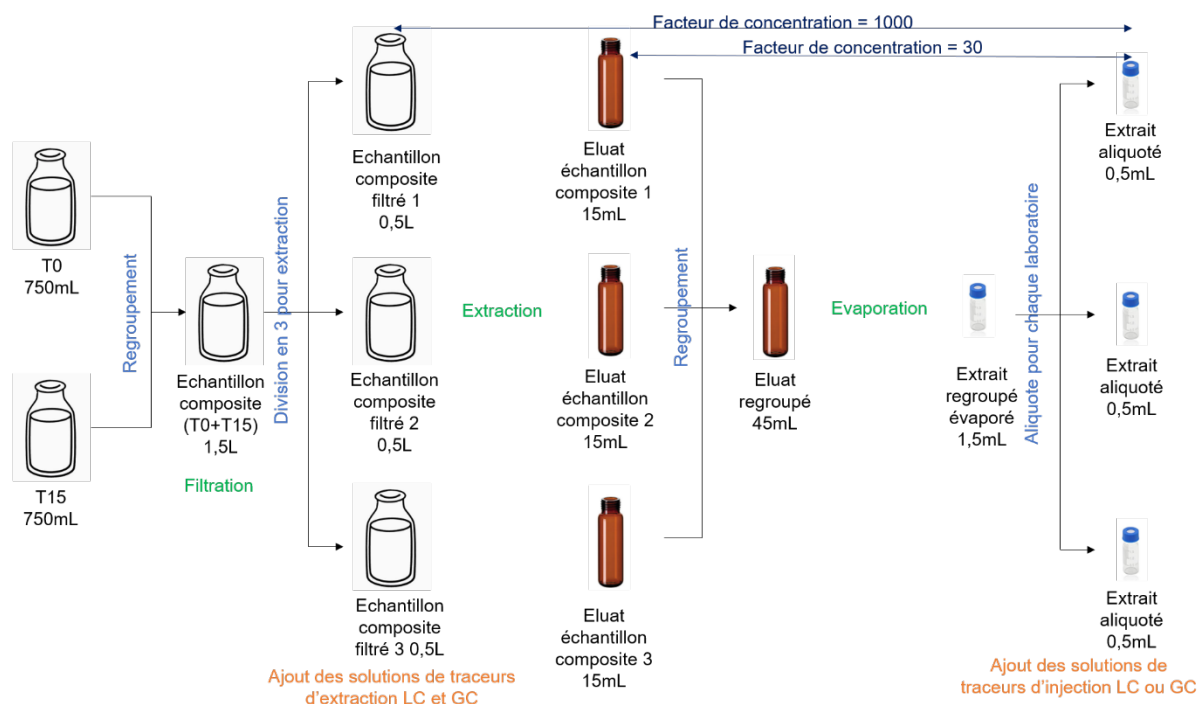 Facteur de concentration = 1000
Facteur de concentration = 30
T0
750mL
T15
750mL
Regroupement
Echantillon
composite
(T0+T15)
1,5L
Filtration
Division en 3 pour extraction
Echantillon
composite
filtré 1
0,5L
Echantillon
composite
filtré 2
0,5L
Echantillon
composite
filtré 3 0,5L
Ajout des solutions de traceurs
d’extraction LC et GC
Extraction
Eluat
échantillon
composite 1
15mL
Eluat
échantillon
composite 2
15mL
Eluat
échantillon
composite 3
15mL
Regroupement
Eluat
regroupé
45mL
Evaporation
Extrait
regroupé
évaporé
1,5mL
Aliquote pour chaque laboratoire
Extrait
aliquoté
0,5mL
Extrait
aliquoté
0,5mL
Extrait
aliquoté
0,5mL
Ajout des solutions de
traceurs d’injection LC ou GC